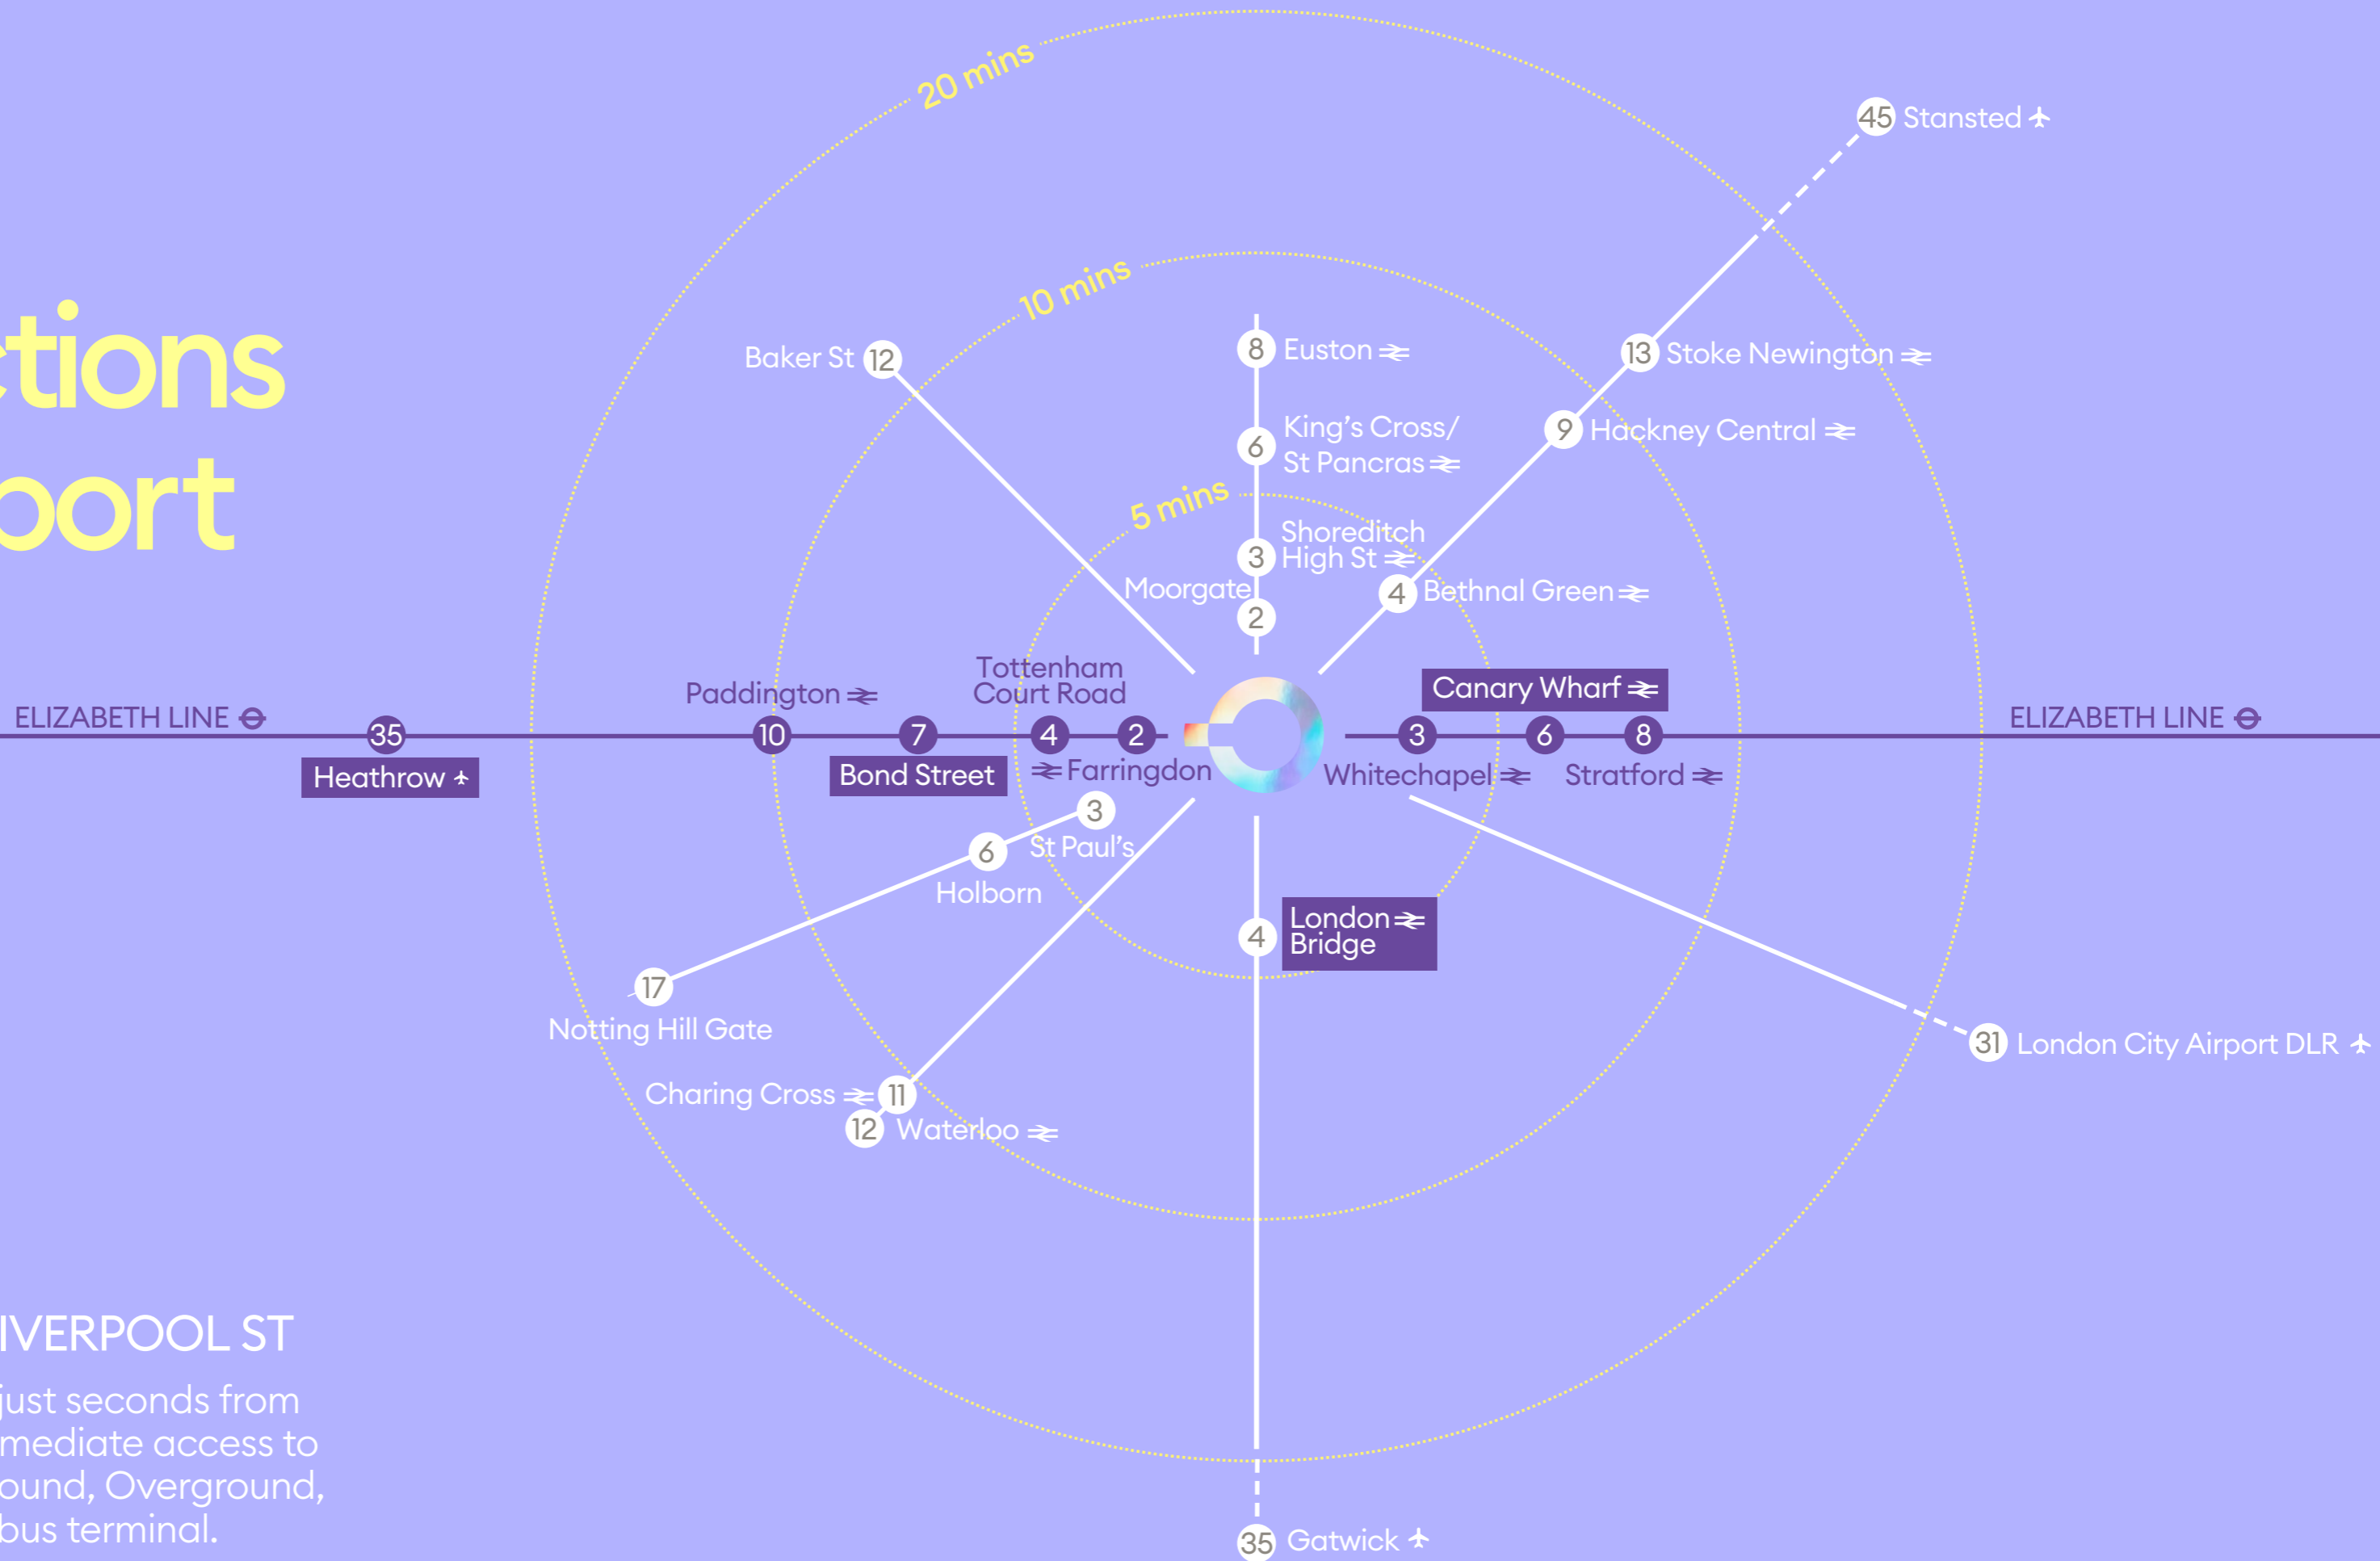 20 mins
45 Stansted
10 mins
ctions
port
8 Euston
Baker St 12
13 Stoke Newington
King's Cross/
6
St Pancras
9 Hackney Central
5 mins
Shoreditch
3 High St
Moorgate
2
4 Bethnal Green
Tottenham
Court Road
Paddington
Canary Wharf
ELIZABETH LINE
ELIZABETH LINE
35 10 7 4 2 3 6 8
Heathrow
Bond Street
Farringdon
Whitechapel
Stratford
3
St Paul's
6
Holborn
London
Bridge
4
17
Notting Hill Gate
31 London City Airport DLR
Charing Cross 11
12 Waterloo
IVERPOOL ST
just seconds from
mediate access to
ound, Overground,
bus terminal.
35 Gatwick